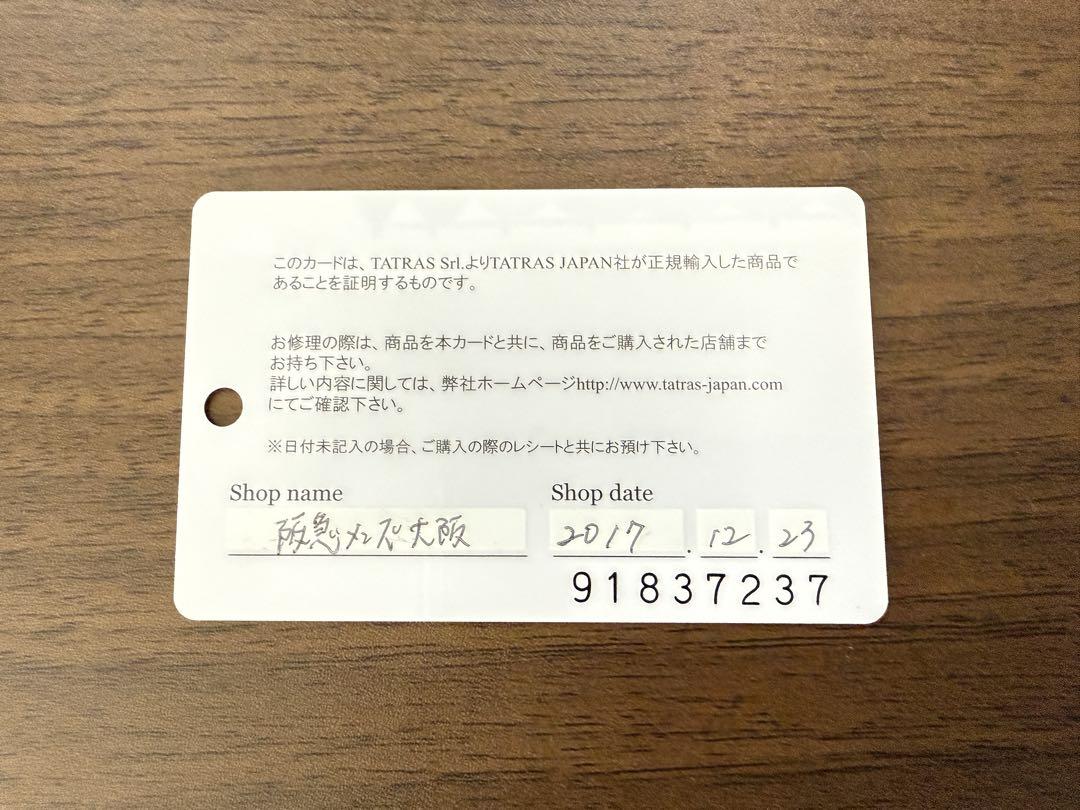 このカードは、TATRAS Srl.よりTATRAS JAPAN社が正規輸入した商品で
あることを証明するものです。
お修理の際は、商品を本カードと共に、商品をご購入された店舗まで
お持ち下さい。
詳しい内容に関しては、弊社ホームページhttp://www.tatras-japan.com
にてご確認下さい。
※日付未記入の場合、ご購入の際のレシートと共にお預け下さい。
Shop name Shop date
阪急メンズ大阪 2017 . 12 . 23
91837237